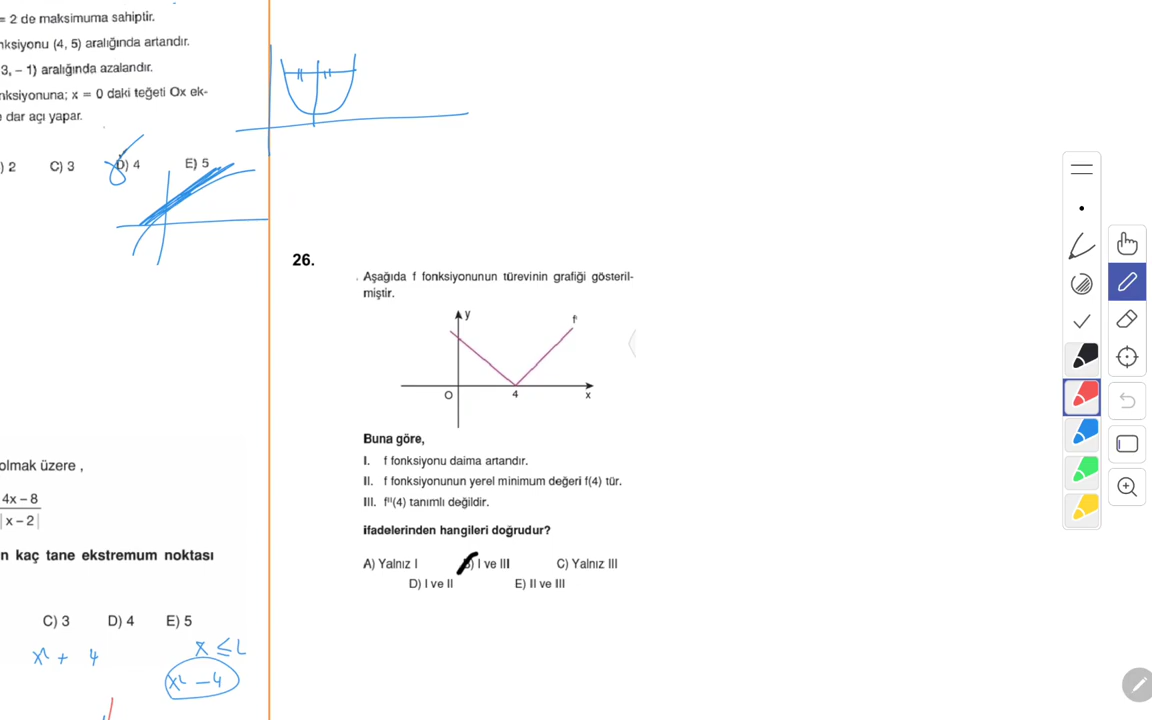 = 2 de maksimuma sahiptir.
nksiyonu (4, 5) aralığında artandır.
3, – 1) aralığında azalandır.
nksiyonuna; x = 0 daki teğeti Ox ek-
e dar açı yapar.
) 2 C) 3 D) 4 E) 5
olmak üzere ,
4x – 8
| x – 2 |
n kaç tane ekstremum noktası
C) 3 D) 4 E) 5
x² + 4
x ≤ 2
x² – 4
26.
Aşağıda f fonksiyonunun türevinin grafiği gösteril-
miştir.
y
f'
O 4 x
Buna göre,
I. f fonksiyonu daima artandır.
II. f fonksiyonunun yerel minimum değeri f(4) tür.
III. f''(4) tanımlı değildir.
ifadelerinden hangileri doğrudur?
A) Yalnız I B) I ve III C) Yalnız III
D) I ve II E) II ve III